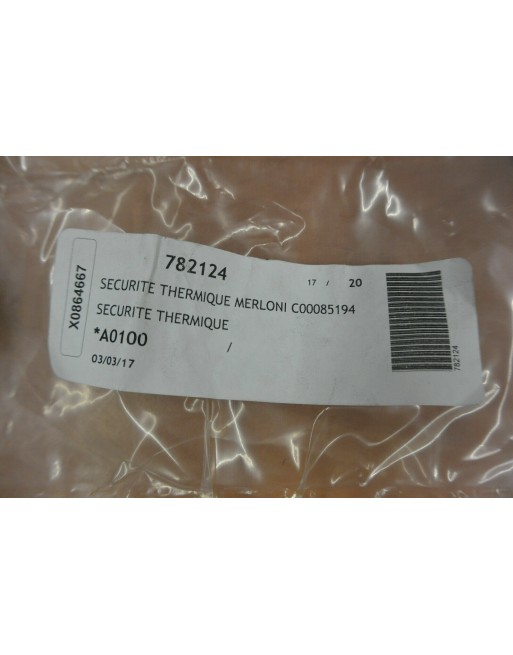 X0864667
782124
17 / 20
SECURITE THERMIQUE MERLONI C00085194
SECURITE THERMIQUE
*A0100 /
03/03/17
782124